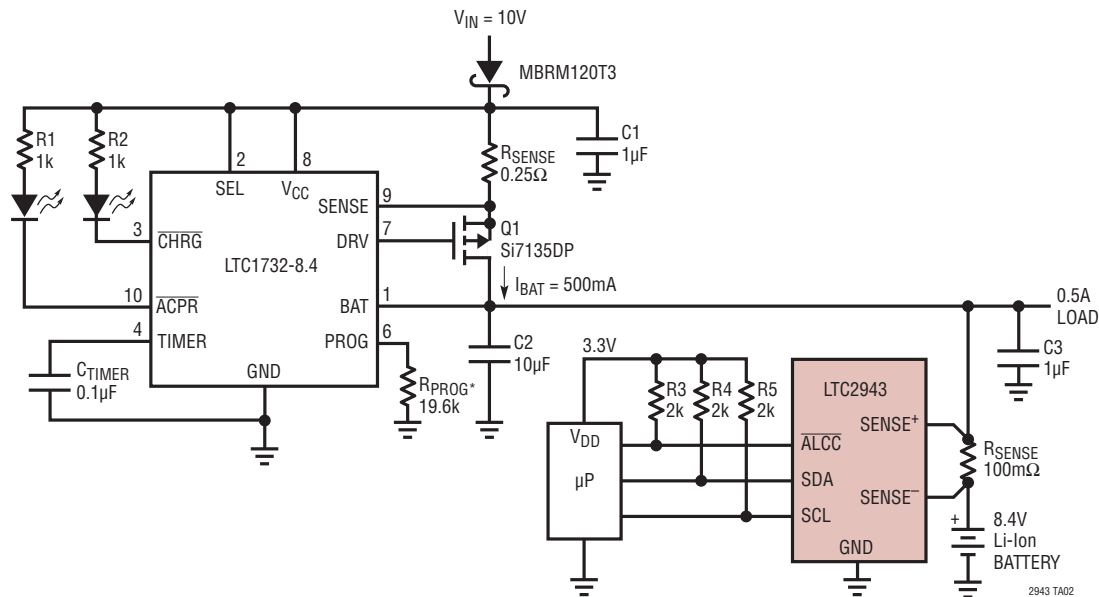 V_IN = 10V
MBRM120T3
R1
1k
R2
1k
R_SENSE
0.25Ω
C1
1µF
2
8
SEL
V_CC
SENSE
9
DRV
7
Q1
Si7135DP
3
CHRG
LTC1732-8.4
I_BAT = 500mA
10
ACPR
BAT
1
0.5A
LOAD
4
TIMER
PROG
6
C_TIMER
0.1µF
GND
R_PROG*
19.6k
C2
10µF
C3
1µF
3.3V
R3
2k
R4
2k
R5
2k
LTC2943
V_DD
µP
ALCC
SDA
SCL
SENSE+
SENSE−
GND
R_SENSE
100mΩ
+
8.4V
Li-Ion
BATTERY
2943 TA02